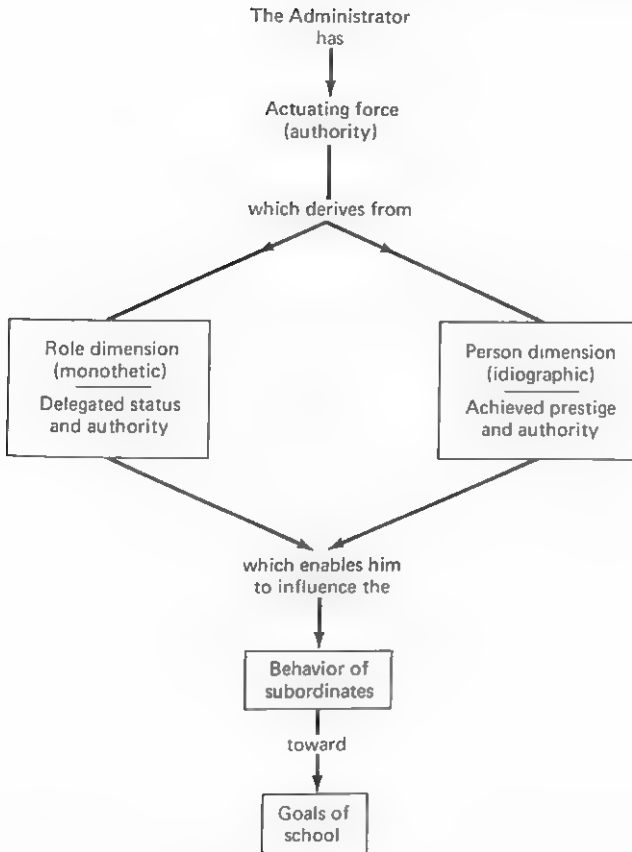 The Administrator
has
Actuating force
(authority)
which derives from
Role dimension
(monothetic)
Delegated status
and authority
Person dimension
(idiographic)
Achieved prestige
and authority
which enables him
to influence the
Behavior of
subordinates
toward
Goals of
school